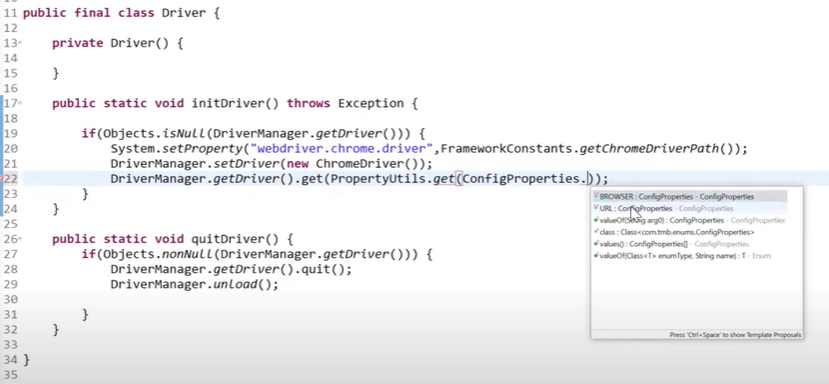 11 public final class Driver {
12
13 private Driver() {
14
15 }
16
17 public static void initDriver() throws Exception {
18
19 if(Objects.isNull(DriverManager.getDriver())) {
20 System.setProperty("webdriver.chrome.driver",FrameworkConstants.getChromeDriverPath());
21 DriverManager.setDriver(new ChromeDriver());
22 DriverManager.getDriver().get(PropertyUtils.get(ConfigProperties.));
23 }
24 }
25
26 public static void quitDriver() {
27 if(Objects.nonNull(DriverManager.getDriver())) {
28 DriverManager.getDriver().quit();
29 DriverManager.unload();
30
31 }
32 }
33
34 }
35
BROWSER : ConfigProperties - ConfigProperties
URL : ConfigProperties - ConfigProperties
valueOf(String arg0) : ConfigProperties - ConfigProperties
class : Class<com.tmb.enums.ConfigProperties>
values() : ConfigProperties[] - ConfigProperties
valueOf(Class<T> enumType, String name) : T - Enum
Press 'Ctrl+Space' to show Template Proposals